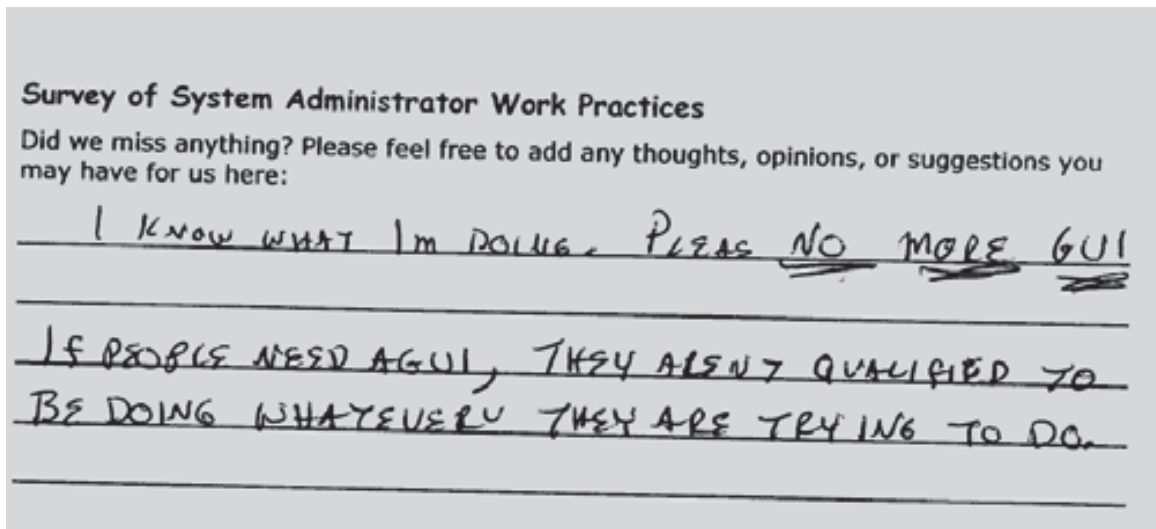 Survey of System Administrator Work Practices
Did we miss anything? Please feel free to add any thoughts, opinions, or suggestions you
may have for us here:
I KNOW WHAT Im DOING. PLEAS NO MORE GUI
If PEOPLE NEED A GUI, THEY ARENT QUALIFIED TO
BE DOING WHATEVERU THEY ARE TRYING TO DO.